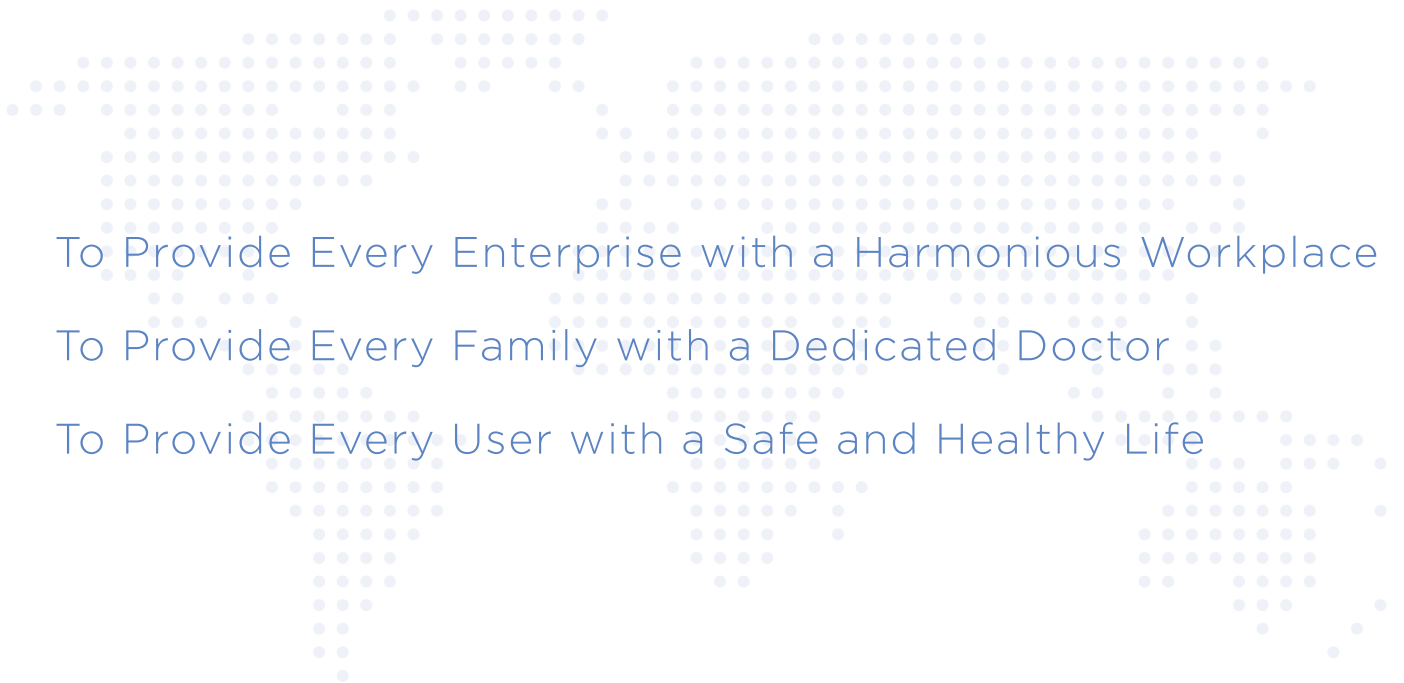 To Provide Every Enterprise with a Harmonious Workplace
To Provide Every Family with a Dedicated Doctor
To Provide Every User with a Safe and Healthy Life